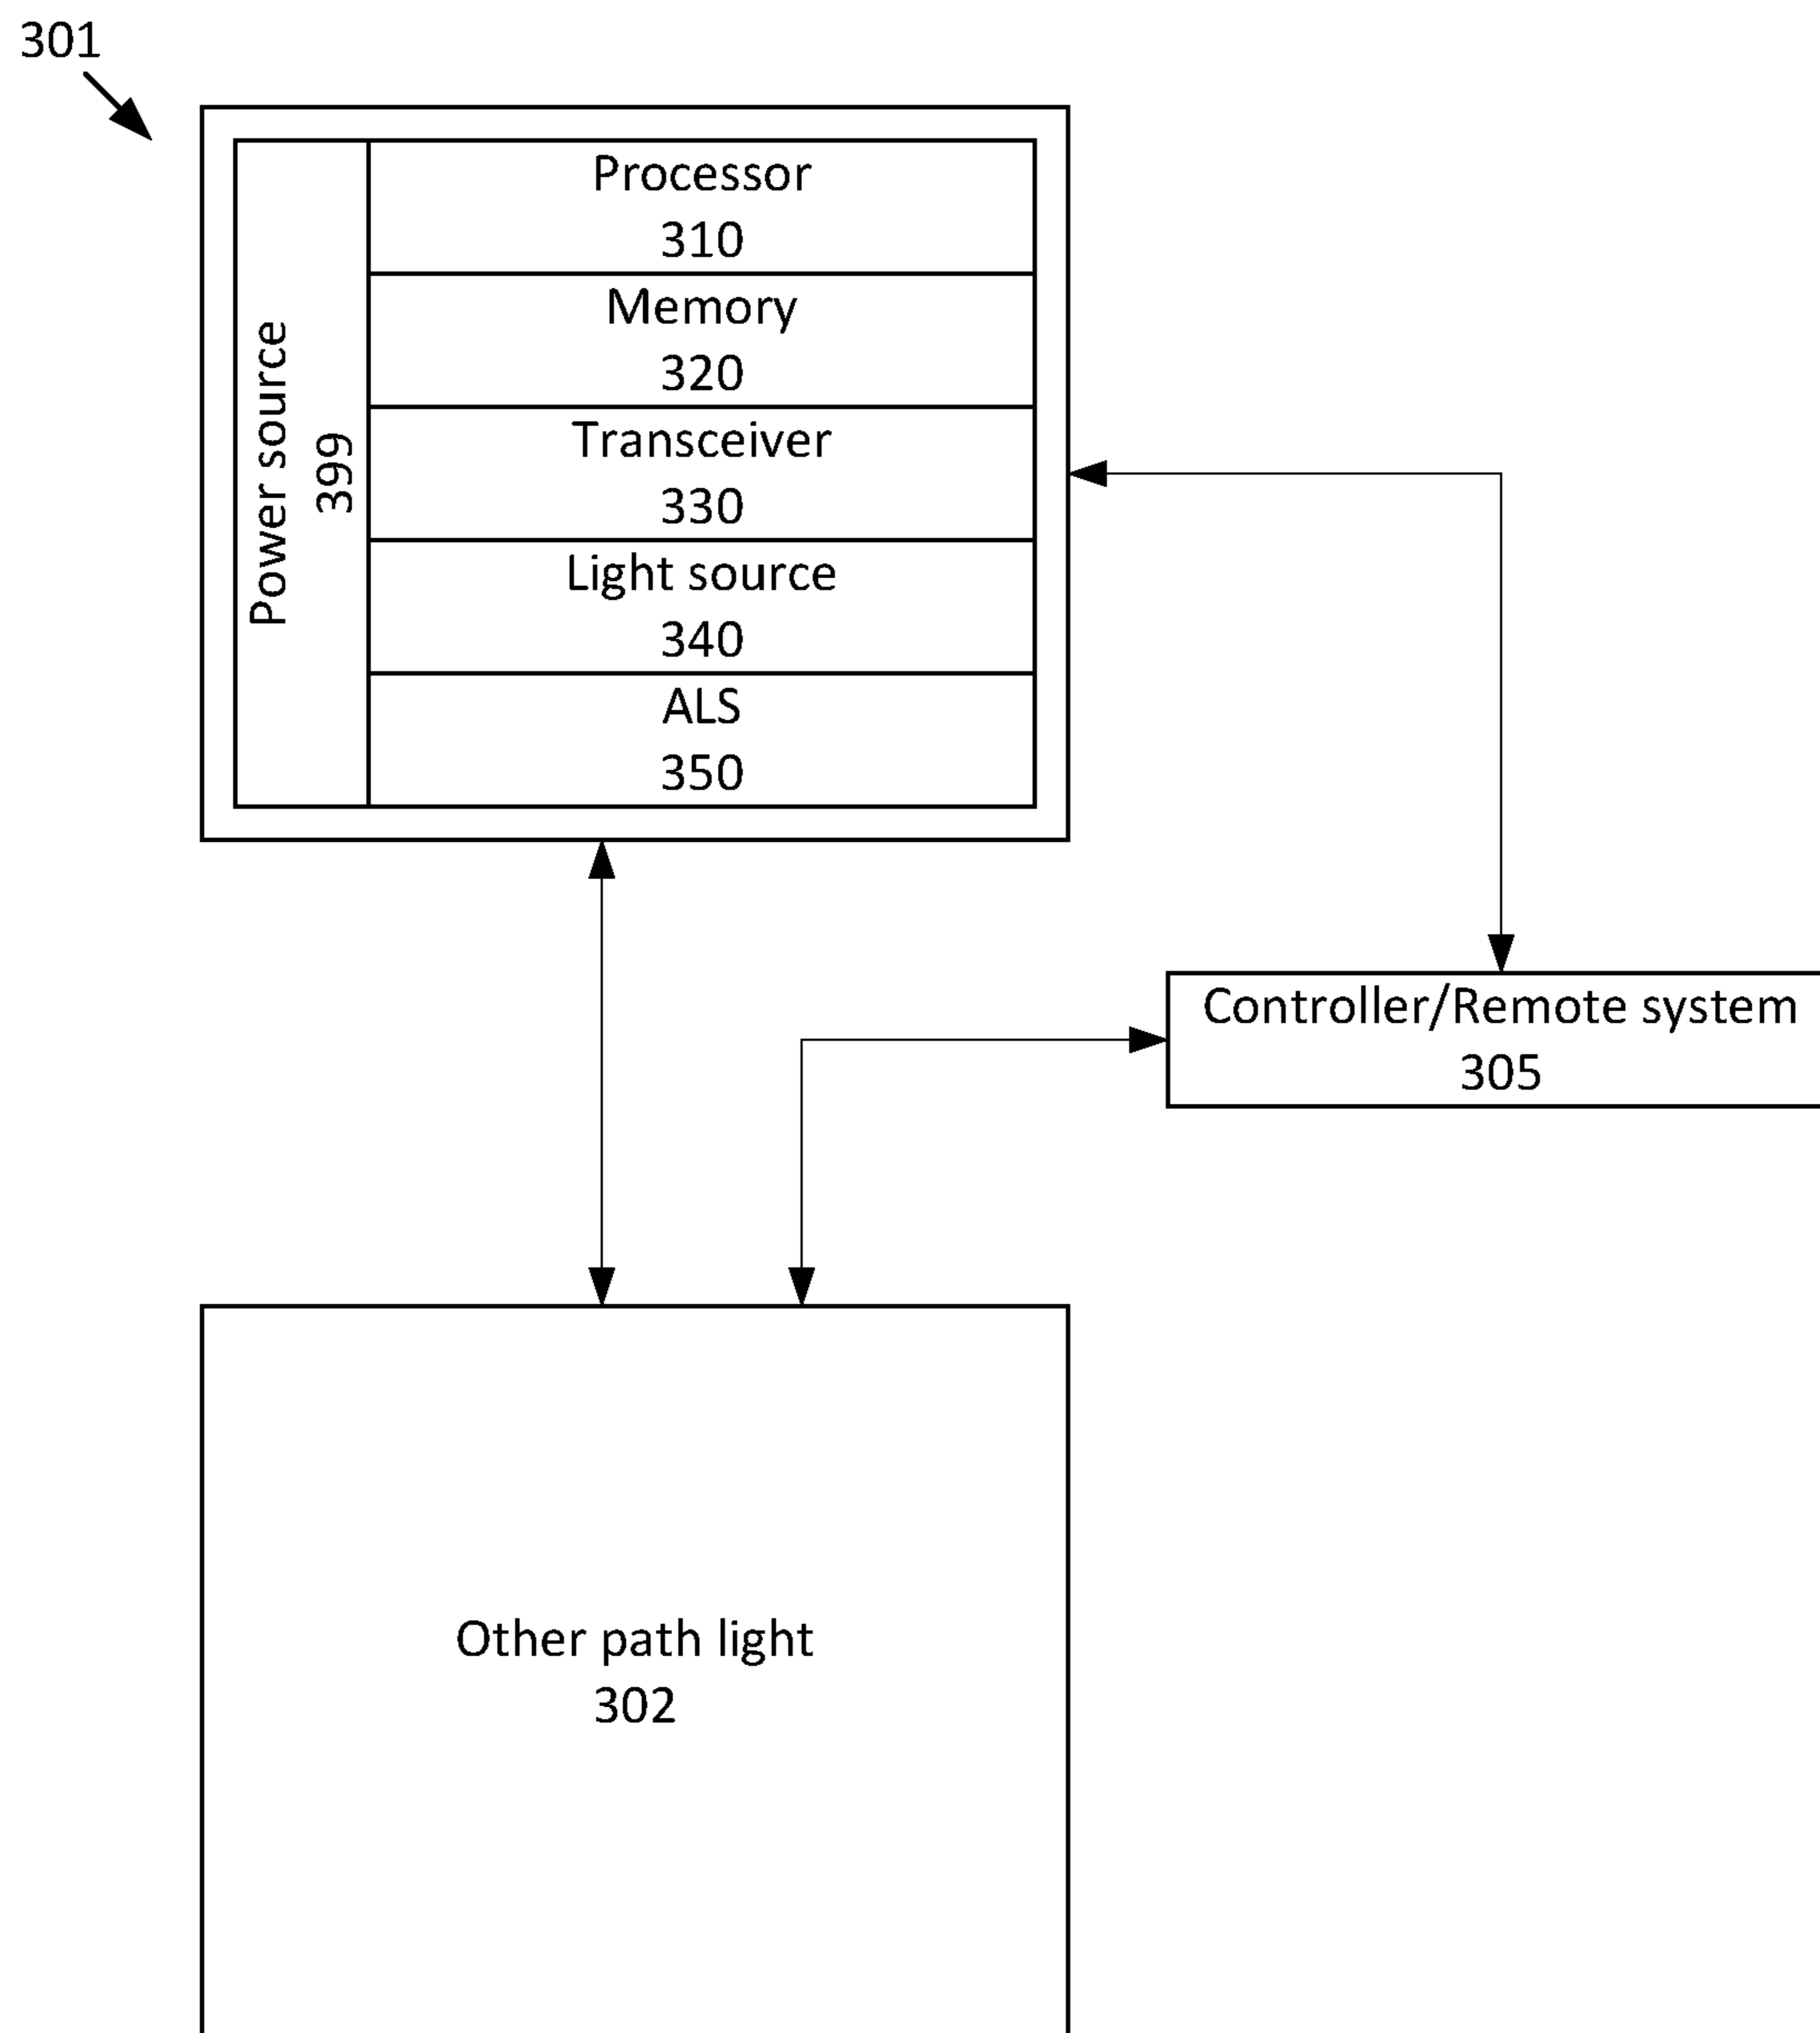 301
Processor
310
Memory
320
Transceiver
330
Light source
340
ALS
350
Power source
399
Controller/Remote system
305
Other path light
302